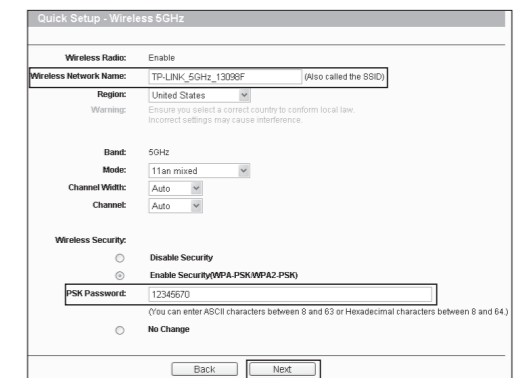 Quick Setup - Wireless 5GHz
Wireless Radio: Enable
Wireless Network Name: TP-LINK_5GHz_13098F (Also called the SSID)
Region: United States
Warning: Ensure you select a correct country to conform local law.
Incorrect settings may cause interference.
Band: 5GHz
Mode: 11an mixed
Channel Width: Auto
Channel: Auto
Wireless Security:
Disable Security
Enable Security(WPA-PSK/WPA2-PSK)
PSK Password: 12345670
(You can enter ASCII characters between 8 and 63 or Hexadecimal characters between 8 and 64.)
No Change
Back Next